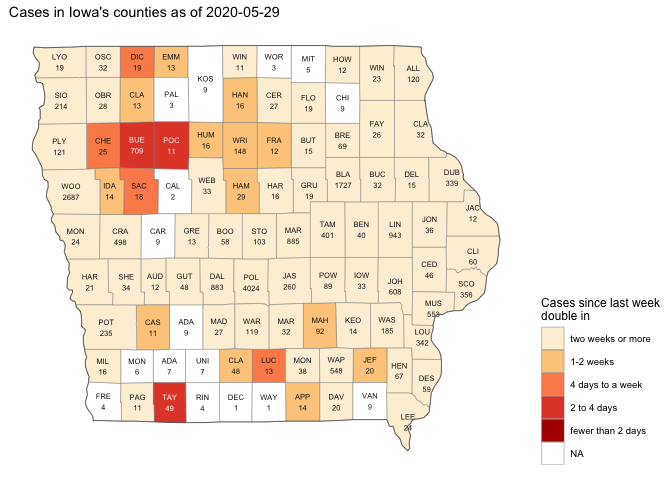 Cases in Iowa's counties as of 2020-05-29
LYO
19
OSC
32
DIC
19
EMM
13
KOS
9
WIN
11
WOR
3
MIT
5
HOW
12
WIN
23
ALL
120
SIO
214
OBR
28
CLA
13
PAL
3
HAN
16
CER
27
FLO
19
CHI
9
FAY
26
CLA
32
PLY
121
CHE
25
BUE
709
POC
11
HUM
16
WRI
148
FRA
12
BUT
15
BRE
69
WOO
2687
IDA
14
SAC
18
CAL
2
WEB
33
HAM
29
HAR
16
GRU
19
BLA
1727
BUC
32
DEL
15
DUB
339
JAC
12
MON
24
CRA
498
CAR
9
GRE
13
BOO
58
STO
103
MAR
885
TAM
401
BEN
40
LIN
943
JON
36
CLI
60
HAR
21
SHE
34
AUD
12
GUT
48
DAL
883
POL
4024
JAS
260
POW
89
IOW
33
JOH
608
CED
46
SCO
356
MUS
553
POT
235
CAS
11
ADA
9
MAD
27
WAR
119
MAR
32
MAH
92
KEO
14
WAS
185
LOU
342
MIL
16
MON
6
ADA
7
UNI
7
CLA
48
LUC
13
MON
38
WAP
548
JEF
20
HEN
67
DES
59
FRE
4
PAG
11
TAY
49
RIN
4
DEC
1
WAY
1
APP
14
DAV
20
VAN
9
LEE
24
Cases since last week
double in
two weeks or more
1-2 weeks
4 days to a week
2 to 4 days
fewer than 2 days
NA